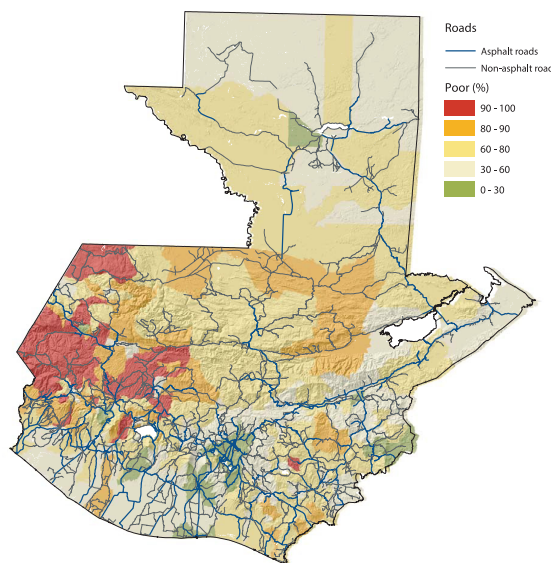 Roads
Asphalt roads
Non-asphalt road
Poor (%)
90 - 100
80 - 90
60 - 80
30 - 60
0 - 30